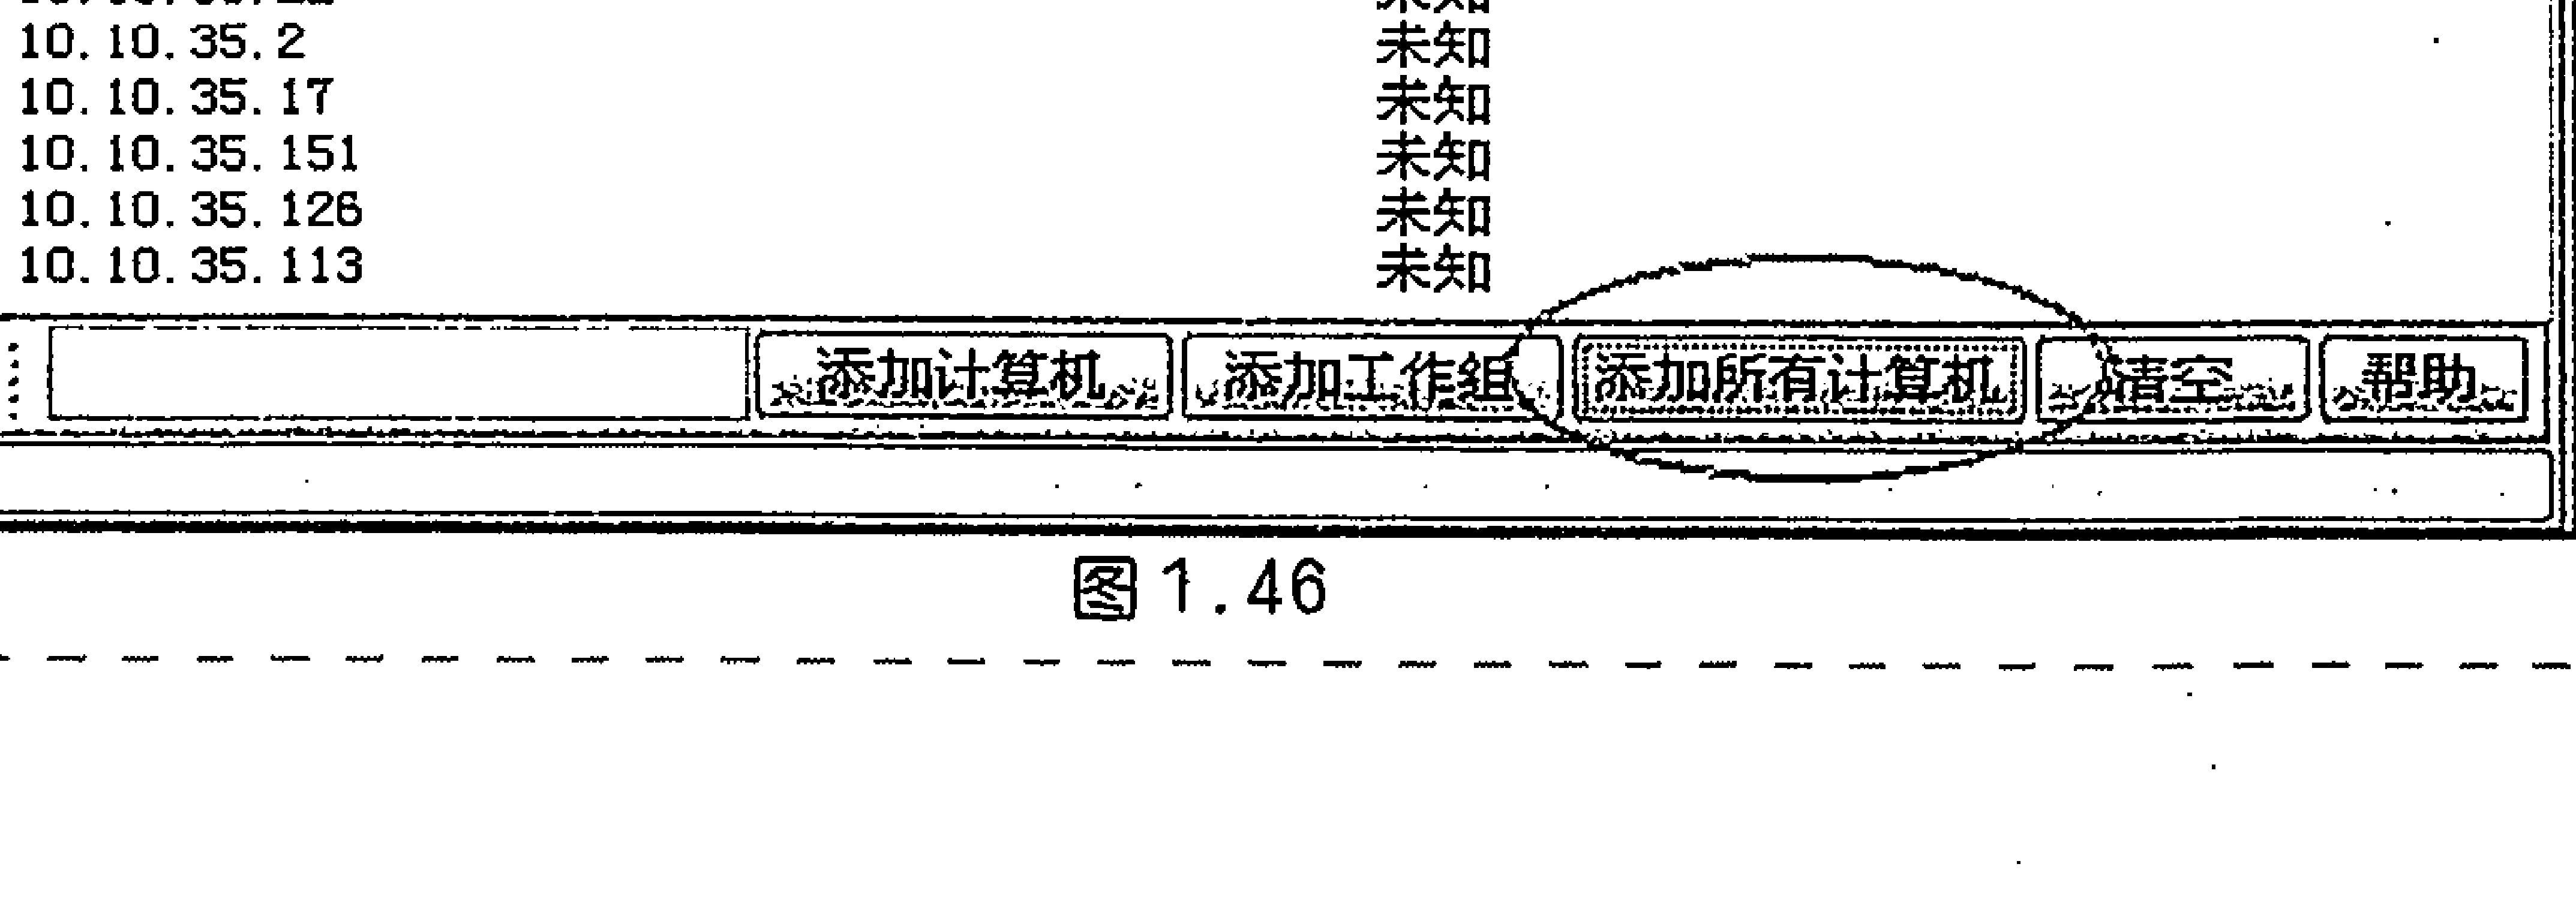 10.10.35.2 未知
10.10.35.17 未知
10.10.35.151 未知
10.10.35.126 未知
10.10.35.113 未知
添加计算机 添加工作组 添加所有计算机 清空 帮助
图 1.46